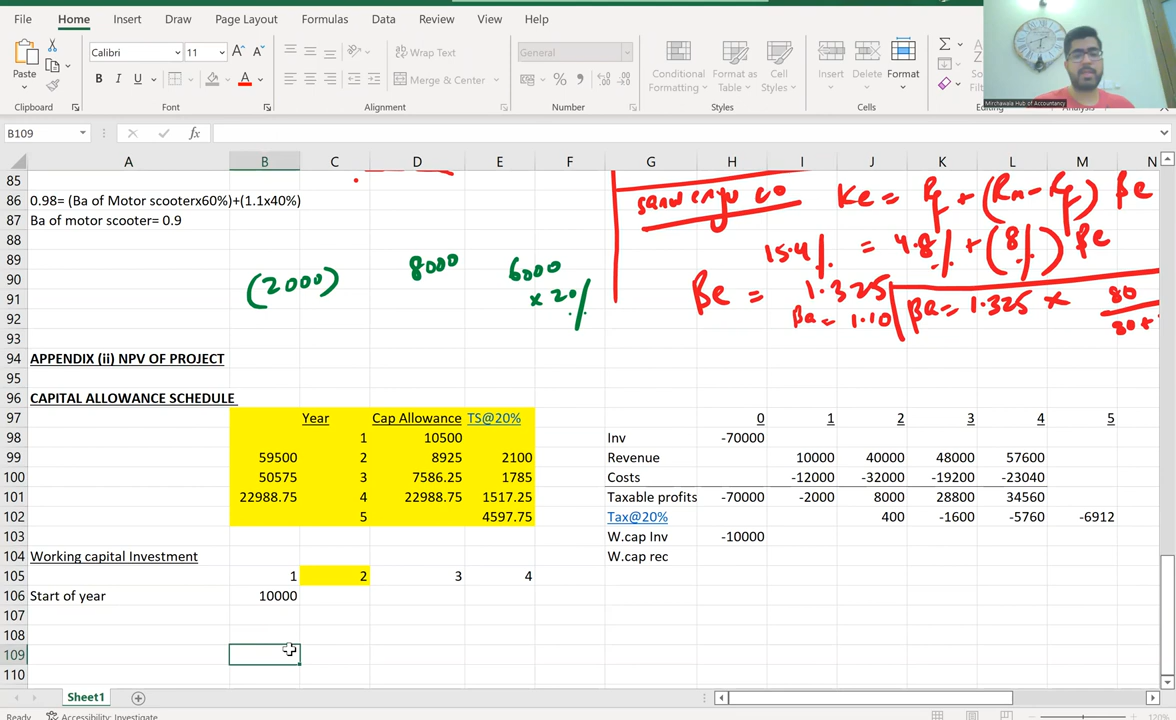 File Home Insert Draw Page Layout Formulas Data Review View Help
Paste
Calibri 11 A A
Wrap Text
General
B I U A
Merge & Center
% 9
Conditional Formatting
Format as Table
Cell Styles
Insert Delete Format
Clipboard Font Alignment Number Styles Cells
Mirchawala Hub of Accountancy
B109 fx
A B C D E F G H I J K L M N
85
86 0.98= (Ba of Motor scooterx60%)+(1.1x40%)
87 Ba of motor scooter= 0.9
88
89
90
91
92
93
(2000) 8000 6000
x 20%
Ke = Rf + (Rm - Rf) βe
15.4% = 4.8% + (8%) βe
βe = 1.325
βa = 1.10
βa = 1.325 x 80
94 APPENDIX (ii) NPV OF PROJECT
95
96 CAPITAL ALLOWANCE SCHEDULE
97 Year Cap Allowance TS@20% 0 1 2 3 4 5
98 1 10500 Inv -70000
99 59500 2 8925 2100 Revenue 10000 40000 48000 57600
100 50575 3 7586.25 1785 Costs -12000 -32000 -19200 -23040
101 22988.75 4 22988.75 1517.25 Taxable profits -70000 -2000 8000 28800 34560
102 5 4597.75 Tax@20% 400 -1600 -5760 -6912
103 W.cap Inv -10000
104 Working capital Investment W.cap rec
105 1 2 3 4
106 Start of year 10000
107
108
109
110
Sheet1
Ready Accessibility: Investigate 120%